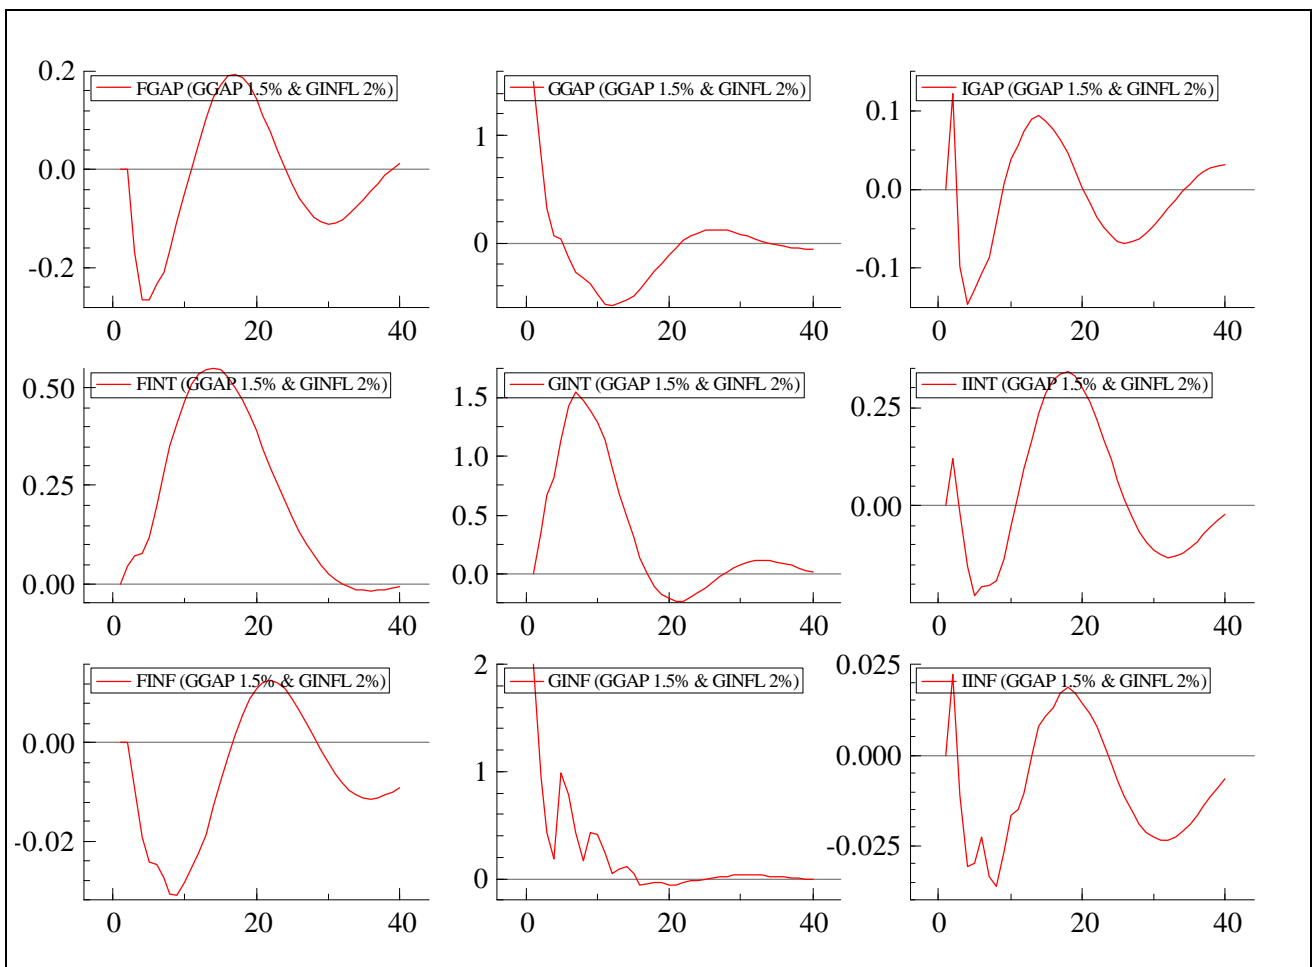 0.2
FGAP (GGAP 1.5% & GINFL 2%)
0.0
-0.2
0 20 40
GGAP (GGAP 1.5% & GINFL 2%)
1
0
0 20 40
IGAP (GGAP 1.5% & GINFL 2%)
0.1
0.0
-0.1
0 20 40
FINT (GGAP 1.5% & GINFL 2%)
0.50
0.25
0.00
0 20 40
GINT (GGAP 1.5% & GINFL 2%)
1.5
1.0
0.5
0.0
0 20 40
IINT (GGAP 1.5% & GINFL 2%)
0.25
0.00
0 20 40
FINF (GGAP 1.5% & GINFL 2%)
0.00
-0.02
0 20 40
2
GINF (GGAP 1.5% & GINFL 2%)
1
0
0 20 40
0.025
IINF (GGAP 1.5% & GINFL 2%)
0.000
-0.025
0 20 40